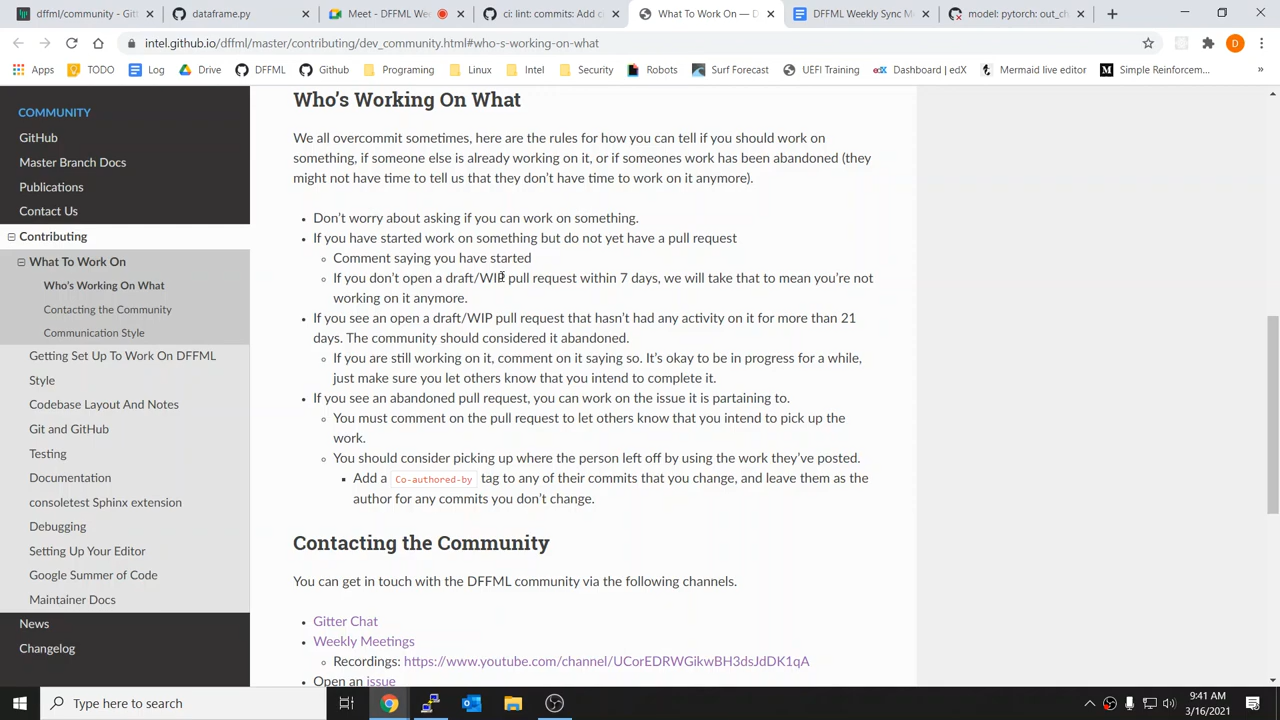 dffml/community - Git
dataframe.py
Meet - DFFML We
ci: lint: commits: Add c
What To Work On — D
DFFML Weekly Sync M
model: pytorch: out_ch
intel.github.io/dffml/master/contributing/dev_community.html#who-s-working-on-what
D
Apps
TODO
Log
Drive
DFFML
Github
Programing
Linux
Intel
Security
Robots
Surf Forecast
UEFI Training
edX Dashboard | edX
Mermaid live editor
Simple Reinforcem...
»
COMMUNITY
GitHub
Master Branch Docs
Publications
Contact Us
Contributing
What To Work On
Who's Working On What
Contacting the Community
Communication Style
Getting Set Up To Work On DFFML
Style
Codebase Layout And Notes
Git and GitHub
Testing
Documentation
consoletest Sphinx extension
Debugging
Setting Up Your Editor
Google Summer of Code
Maintainer Docs
News
Changelog
Who's Working On What
We all overcommit sometimes, here are the rules for how you can tell if you should work on
something, if someone else is already working on it, or if someones work has been abandoned (they
might not have time to tell us that they don't have time to work on it anymore).
Don't worry about asking if you can work on something.
If you have started work on something but do not yet have a pull request
Comment saying you have started
If you don't open a draft/WIP pull request within 7 days, we will take that to mean you're not
working on it anymore.
If you see an open a draft/WIP pull request that hasn't had any activity on it for more than 21
days. The community should considered it abandoned.
If you are still working on it, comment on it saying so. It's okay to be in progress for a while,
just make sure you let others know that you intend to complete it.
If you see an abandoned pull request, you can work on the issue it is partaining to.
You must comment on the pull request to let others know that you intend to pick up the
work.
You should consider picking up where the person left off by using the work they've posted.
Add a Co-authored-by tag to any of their commits that you change, and leave them as the
author for any commits you don't change.
Contacting the Community
You can get in touch with the DFFML community via the following channels.
Gitter Chat
Weekly Meetings
Recordings: https://www.youtube.com/channel/UCorEDRWGikwBH3dsJdDK1qA
Open an issue
Type here to search
9:41 AM
3/16/2021